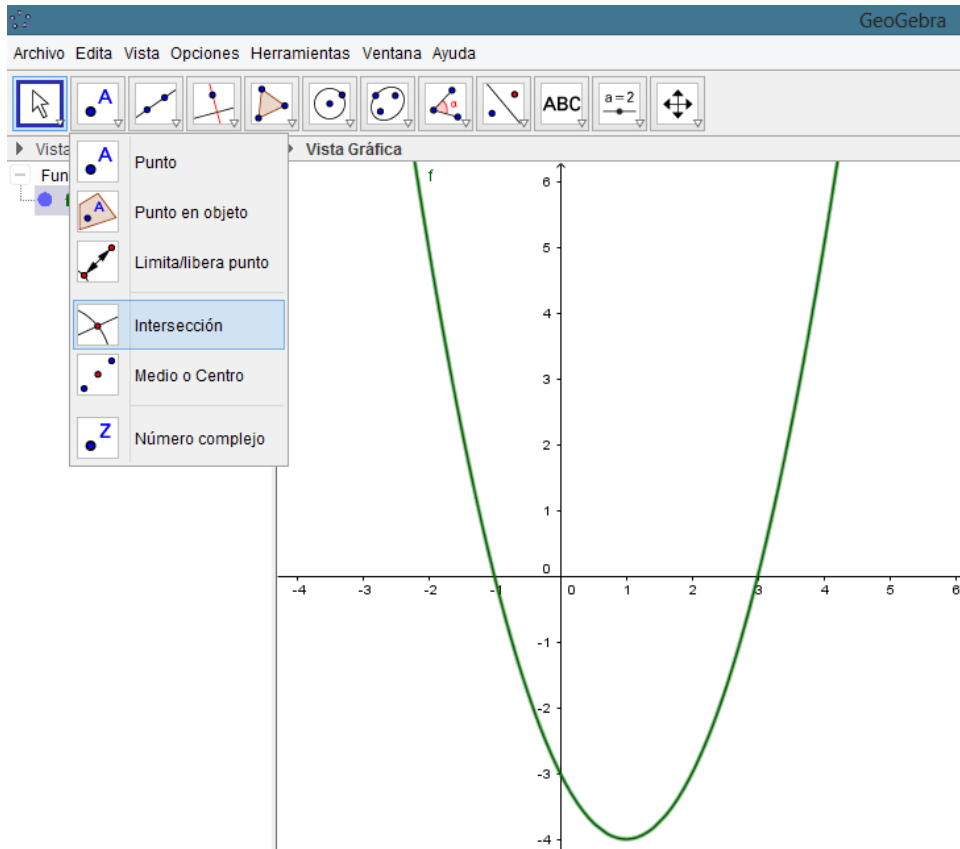 GeoGebra
Archivo Edita Vista Opciones Herramientas Ventana Ayuda
A α ABC a = 2
Vista Vista Gráfica
Fun
f
A Punto
A Punto en objeto
Limita/libera punto
Intersección
Medio o Centro
Z Número complejo
f
6
5
4
3
2
1
0
-4 -3 -2 -1 0 1 2 3 4 5 6
-1
-2
-3
-4